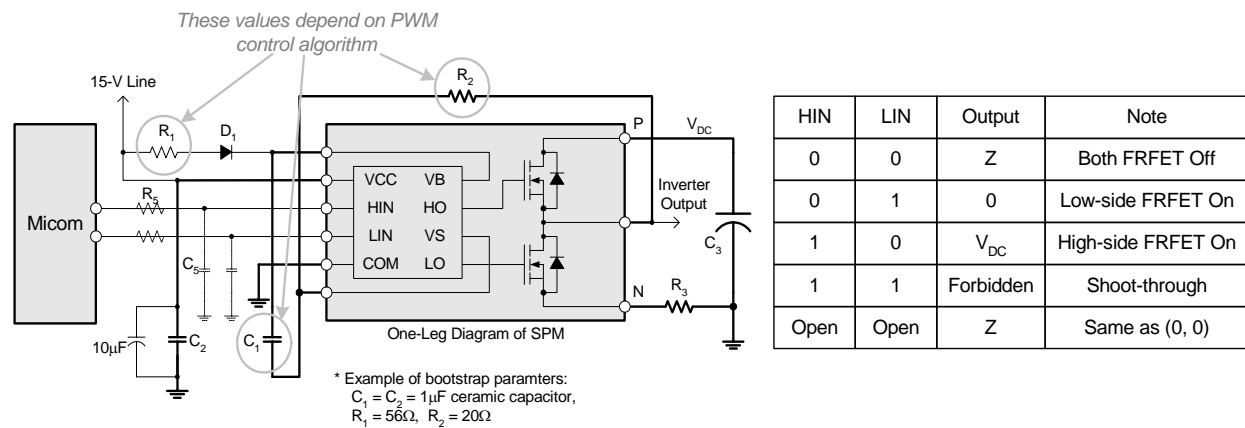 These values depend on PWM
control algorithm
15-V Line
R1
D1
R2
P
VDC
Micom
R5
C5
10μF
C2
C1
VCC VB
HIN HO
LIN VS
COM LO
Inverter
Output
C3
N
R3
One-Leg Diagram of SPM
* Example of bootstrap paramters:
C1 = C2 = 1μF ceramic capacitor,
R1 = 56Ω, R2 = 20Ω
HIN LIN Output Note
0 0 Z Both FRFET Off
0 1 0 Low-side FRFET On
1 0 VDC High-side FRFET On
1 1 Forbidden Shoot-through
Open Open Z Same as (0, 0)